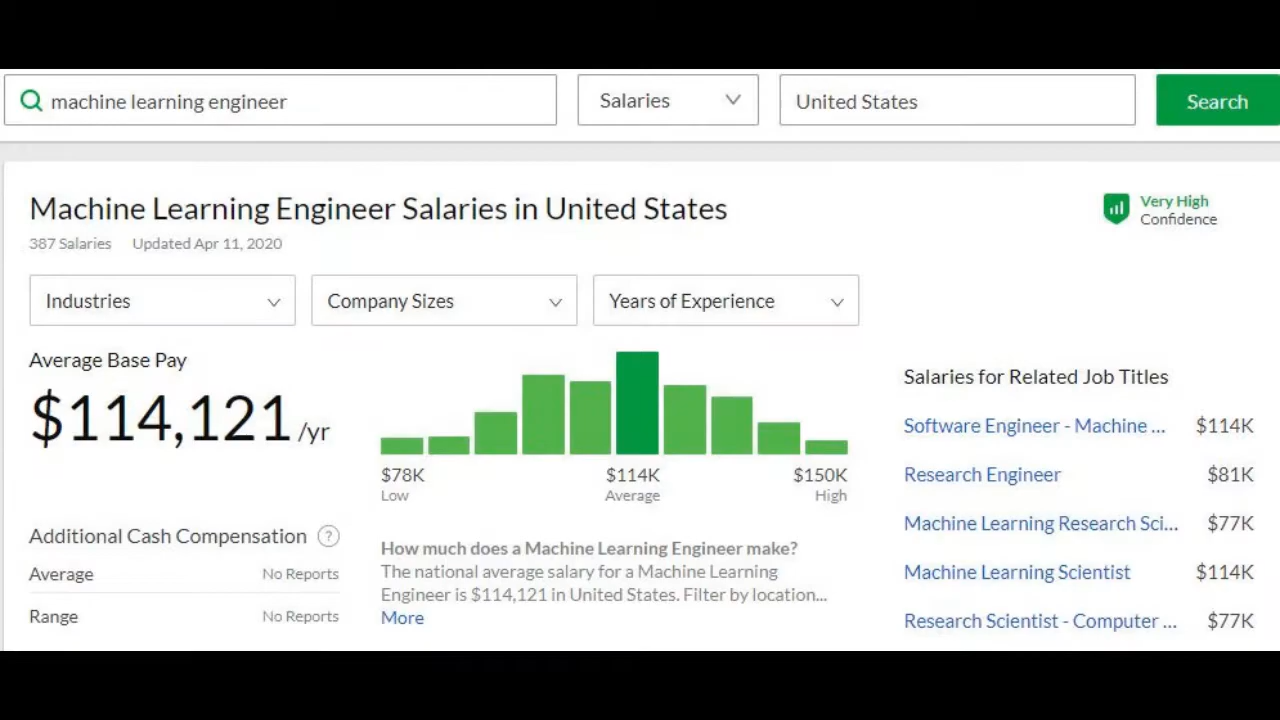 machine learning engineer
Salaries
United States
Search
Machine Learning Engineer Salaries in United States
Very High
Confidence
387 Salaries Updated Apr 11, 2020
Industries
Company Sizes
Years of Experience
Average Base Pay
$114,121 /yr
$78K
Low
$114K
Average
$150K
High
Additional Cash Compensation ?
Average No Reports
Range No Reports
How much does a Machine Learning Engineer make?
The national average salary for a Machine Learning
Engineer is $114,121 in United States. Filter by location...
More
Salaries for Related Job Titles
Software Engineer - Machine ... $114K
Research Engineer $81K
Machine Learning Research Sci... $77K
Machine Learning Scientist $114K
Research Scientist - Computer ... $77K